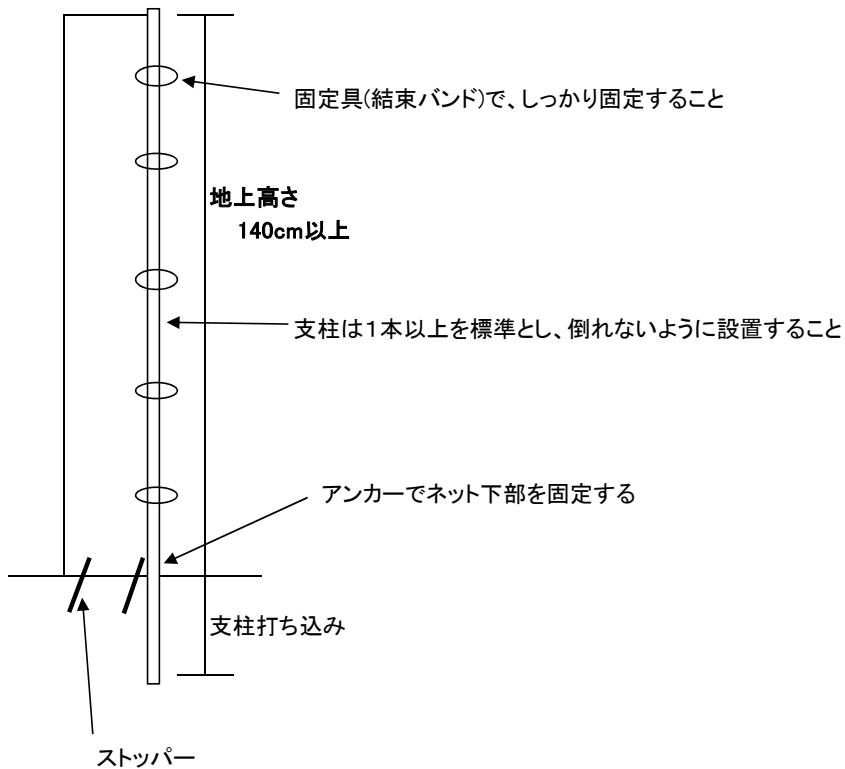 固定具(結束バンド)で、しっかり固定すること
地上高さ
140cm以上
支柱は１本以上を標準とし、倒れないように設置すること
アンカーでネット下部を固定する
支柱打ち込み
ストッパー